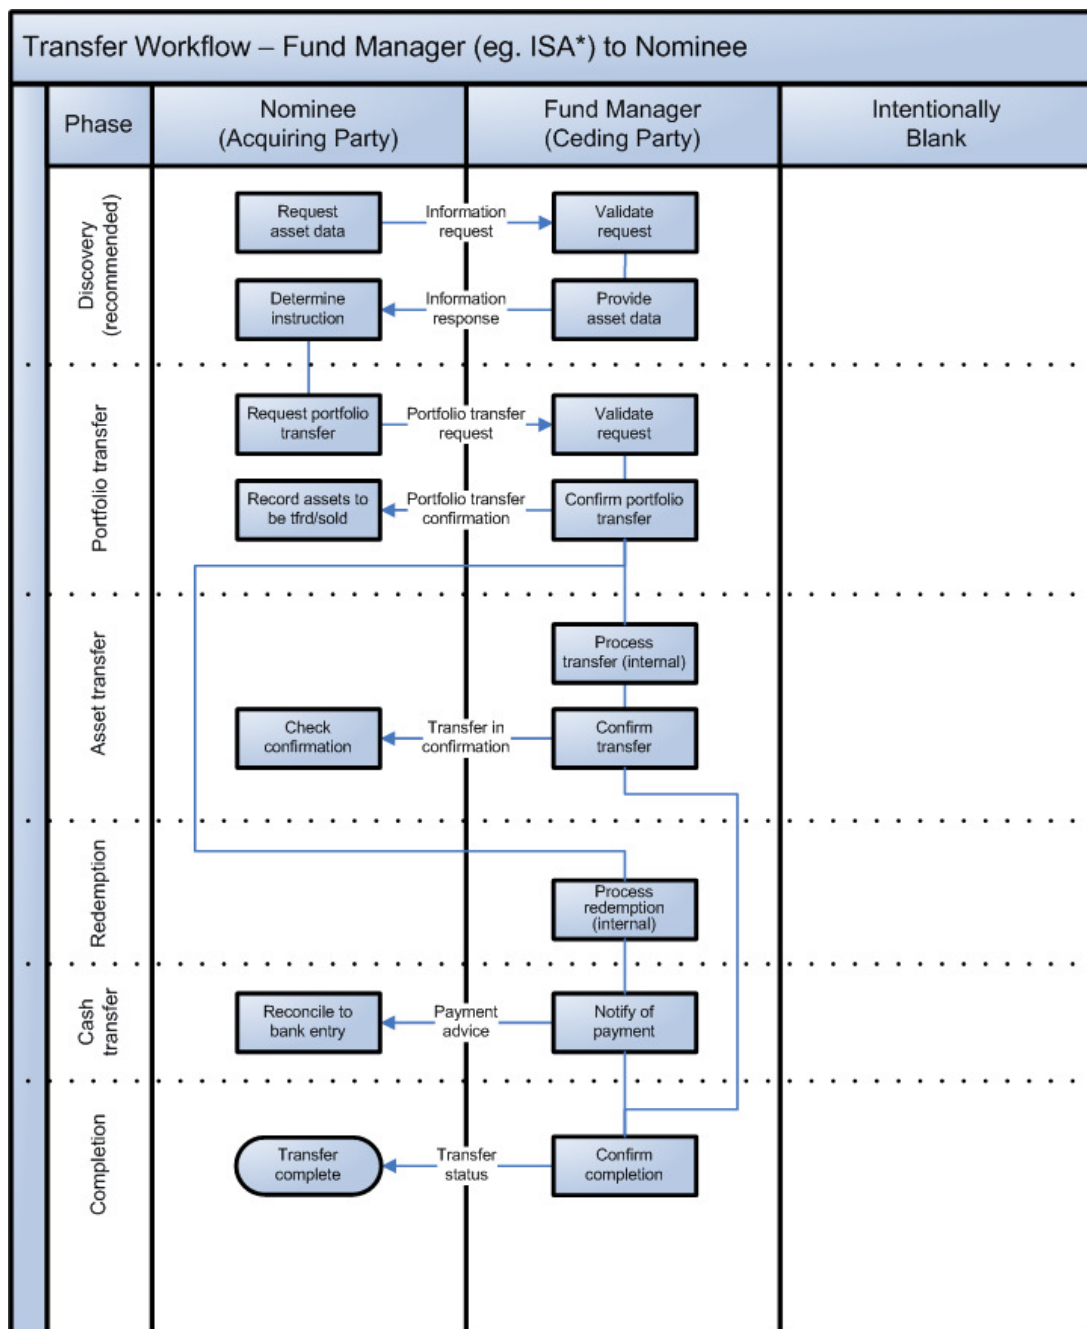 Transfer Workflow – Fund Manager (eg. ISA*) to Nominee
Phase
Nominee
(Acquiring Party)
Fund Manager
(Ceding Party)
Intentionally
Blank
Discovery
(recommended)
Request
asset data
Information
request
Validate
request
Determine
instruction
Information
response
Provide
asset data
Portfolio transfer
Request portfolio
transfer
Portfolio transfer
request
Validate
request
Record assets to
be tfrd/sold
Portfolio transfer
confirmation
Confirm portfolio
transfer
Asset transfer
Process
transfer (internal)
Check
confirmation
Transfer in
confirmation
Confirm
transfer
Redemption
Process
redemption
(internal)
Cash
transfer
Reconcile to
bank entry
Payment
advice
Notify of
payment
Completion
Transfer
complete
Transfer
status
Confirm
completion